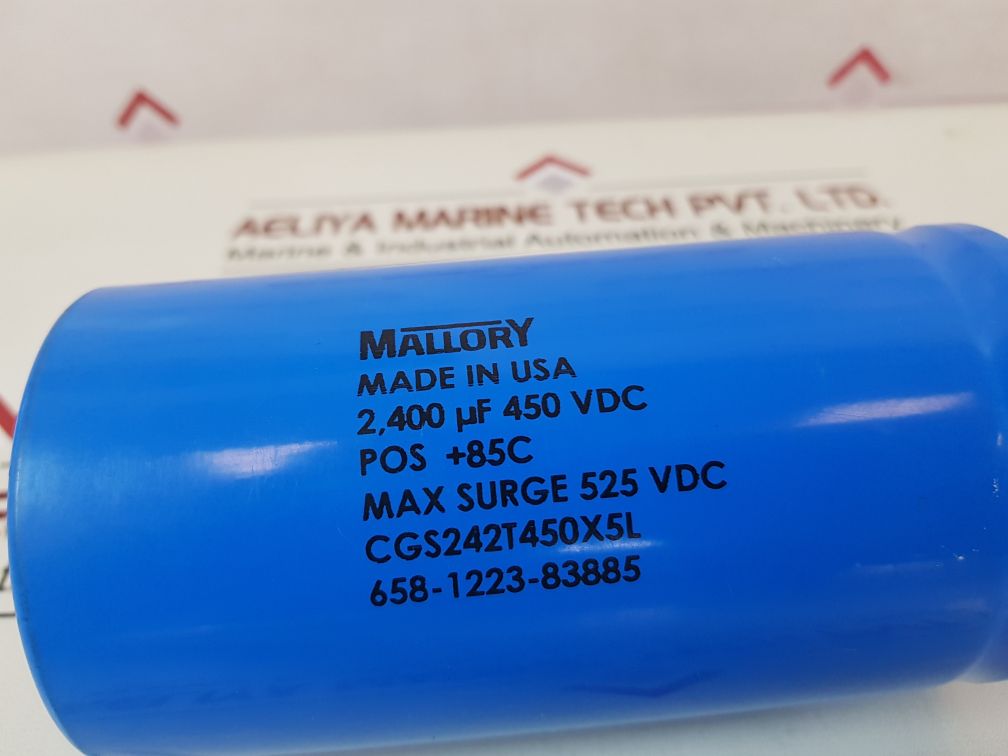 AELIYA MARINE TECH PVT. LTD.
Marine & Industrial Automation & Machinery
MALLORY
MADE IN USA
2,400 µF 450 VDC
POS +85C
MAX SURGE 525 VDC
CGS242T450X5L
658-1223-83885